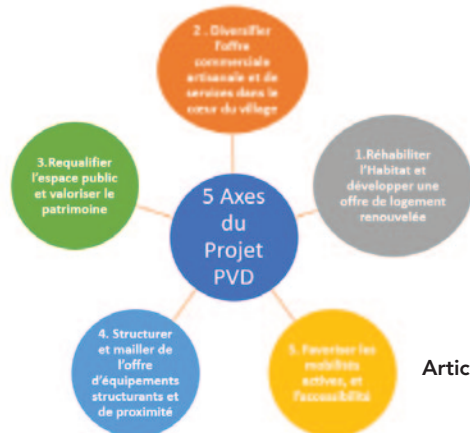 2 . Diversifier
l'offre
commerciale
artisanale et de
services dans le
cœur du village
1.Réhabiliter
l'Habitat et
développer une
offre de logement
renouvelée
3.Requalifier
l'espace public
et valoriser le
patrimoine
5 Axes
du
Projet
PVD
4. Structurer
et mailler de
l'offre
d'équipements
structurants et
de proximité
5. Favoriser les
mobilités
actives, et
l'accessibilité
Artic